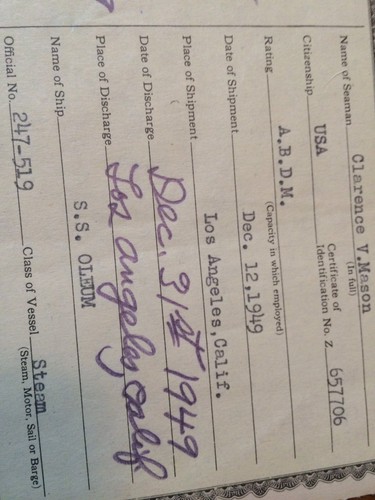 Name of Seaman Clarence V.Mason
(In full)
Citizenship USA Certificate of Identification No. Z 657706
Rating A.B.D.M.
(Capacity in which employed)
Date of Shipment Dec. 12,1949
Place of Shipment Los Angeles,Calif.
Date of Discharge Dec. 31st 1949
Place of Discharge Los Angeles Calif
Name of Ship S.S. OLEUM
Official No. 247-519 Class of Vessel Steam
(Steam, Motor, Sail or Barge)